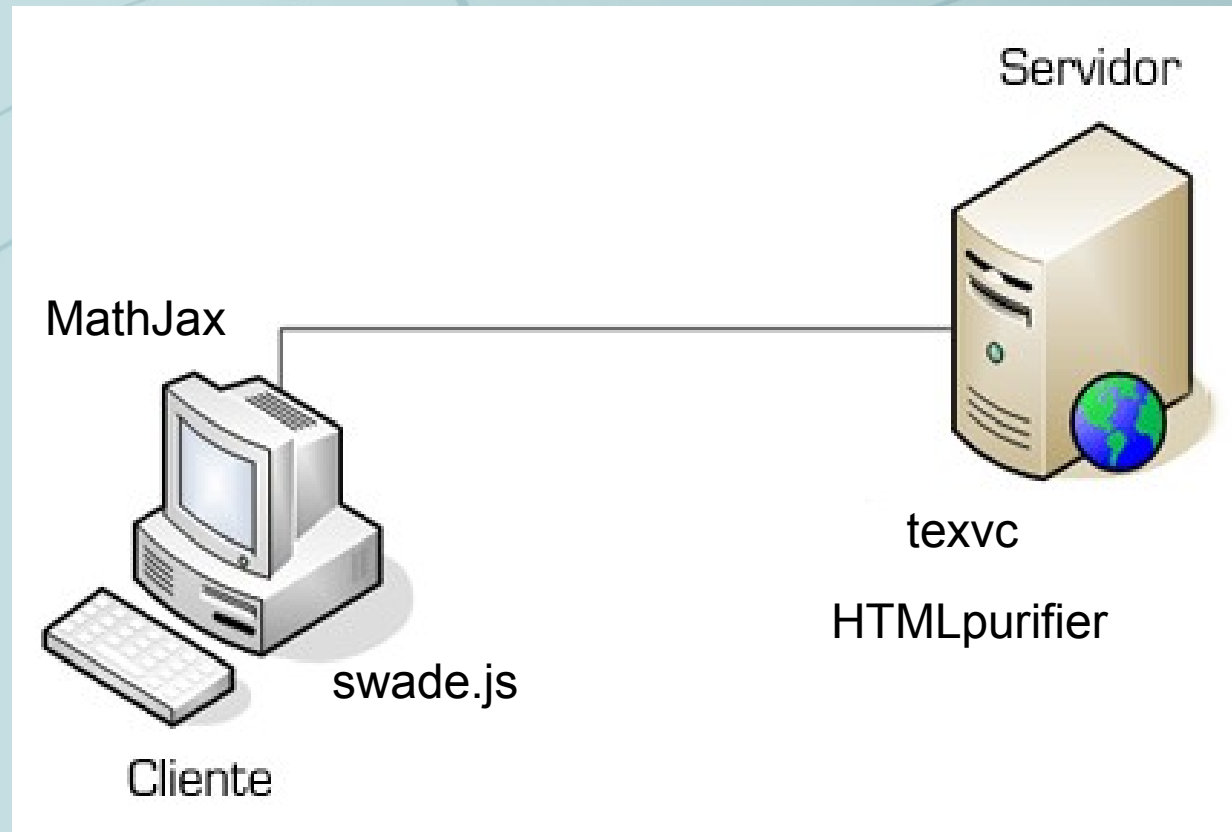 Servidor
MathJax
texvc
HTMLpurifier
swade.js
Cliente